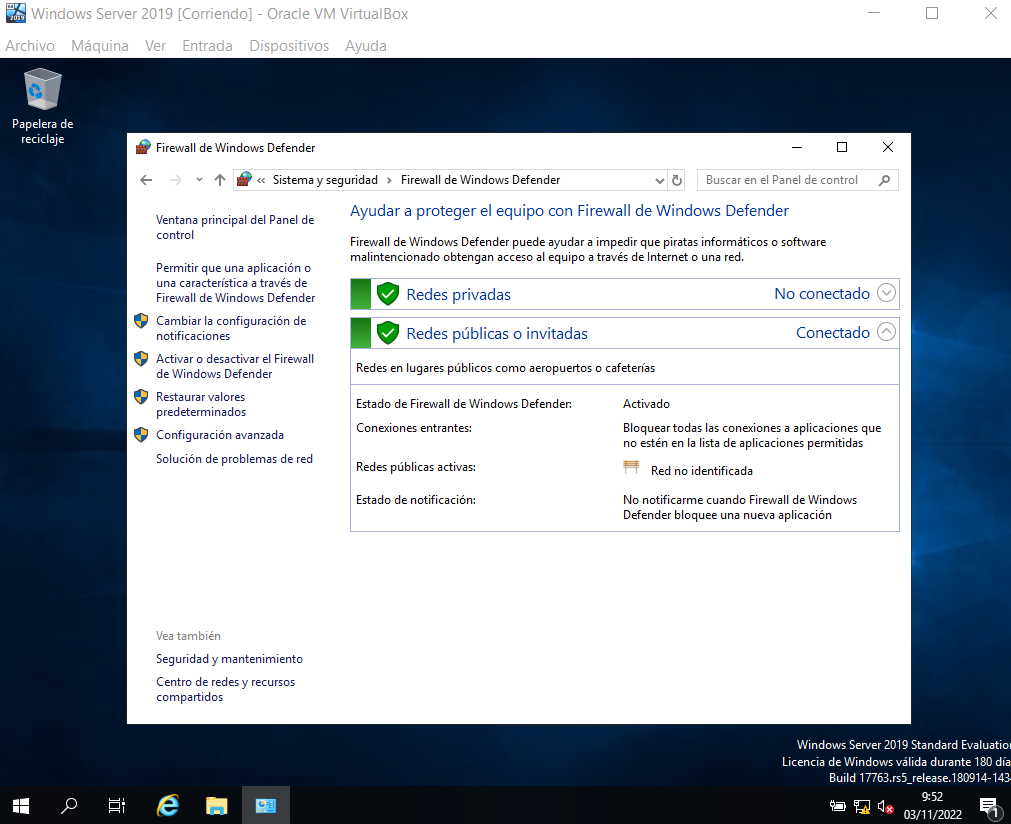 Windows Server 2019 [Corriendo] - Oracle VM VirtualBox
Archivo Máquina Ver Entrada Dispositivos Ayuda
Papelera de
reciclaje
Firewall de Windows Defender
« Sistema y seguridad › Firewall de Windows Defender
Buscar en el Panel de control
Ventana principal del Panel de
control
Permitir que una aplicación o
una característica a través de
Firewall de Windows Defender
Cambiar la configuración de
notificaciones
Activar o desactivar el Firewall
de Windows Defender
Restaurar valores
predeterminados
Configuración avanzada
Solución de problemas de red
Vea también
Seguridad y mantenimiento
Centro de redes y recursos
compartidos
Ayudar a proteger el equipo con Firewall de Windows Defender
Firewall de Windows Defender puede ayudar a impedir que piratas informáticos o software
malintencionado obtengan acceso al equipo a través de Internet o una red.
Redes privadas No conectado
Redes públicas o invitadas Conectado
Redes en lugares públicos como aeropuertos o cafeterías
Estado de Firewall de Windows Defender: Activado
Conexiones entrantes: Bloquear todas las conexiones a aplicaciones que
no estén en la lista de aplicaciones permitidas
Redes públicas activas: Red no identificada
Estado de notificación: No notificarme cuando Firewall de Windows
Defender bloquee una nueva aplicación
Windows Server 2019 Standard Evaluation
Licencia de Windows válida durante 180 día
Build 17763.rs5_release.180914-143
9:52
03/11/2022
1